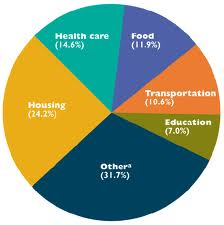 Health care
(14.6%)
Food
(11.9%)
Transportation
(10.6%)
Housing
(24.2%)
Education
(7.0%)
Otherᵃ
(31.7%)